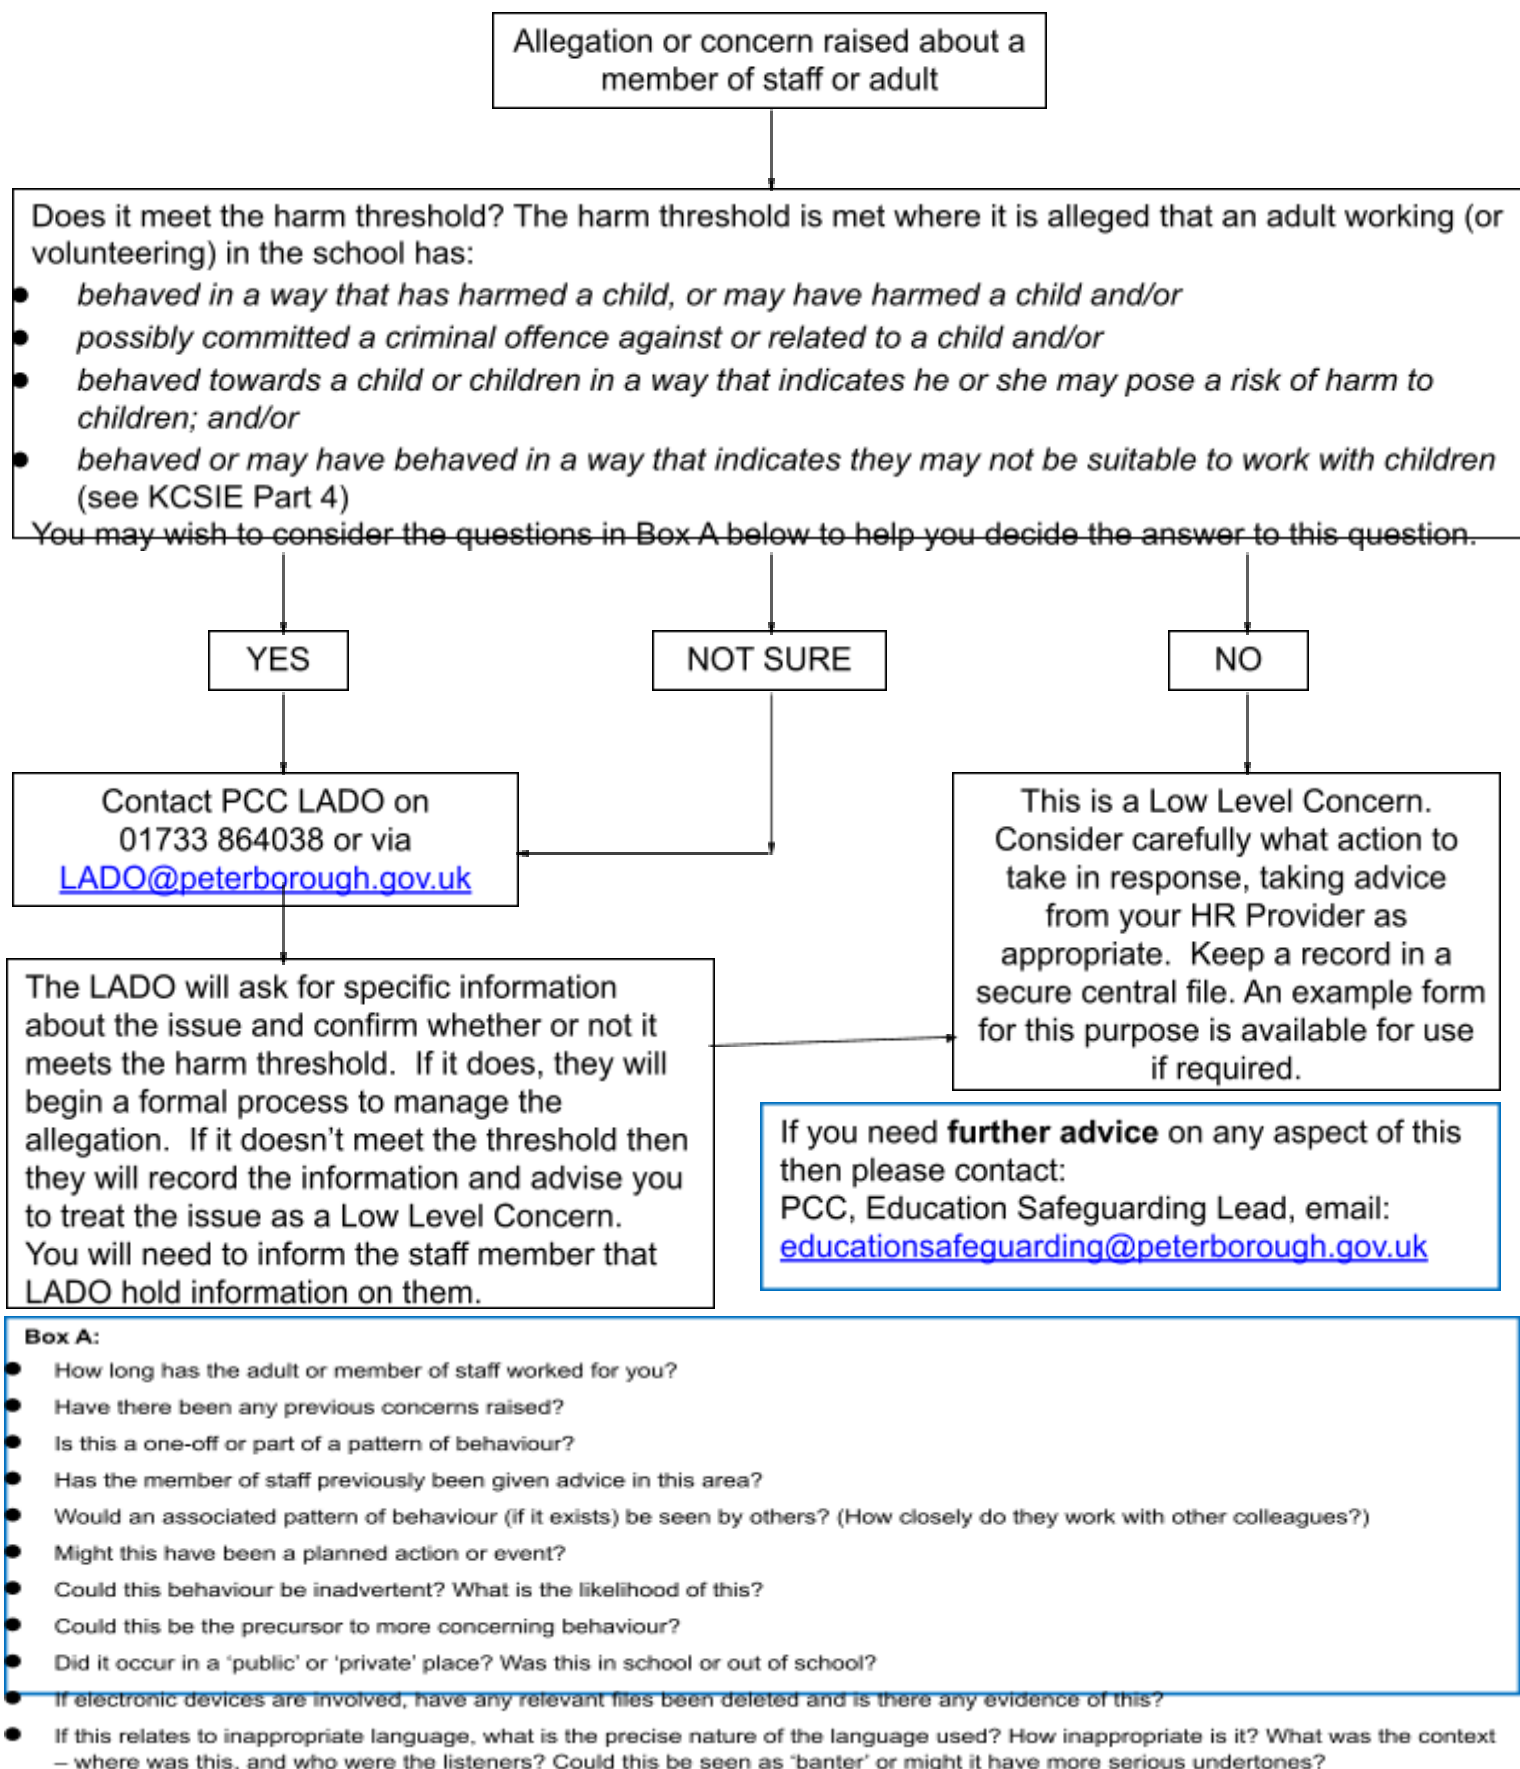 Allegation or concern raised about a
member of staff or adult
Does it meet the harm threshold? The harm threshold is met where it is alleged that an adult working (or
volunteering) in the school has:
● behaved in a way that has harmed a child, or may have harmed a child and/or
● possibly committed a criminal offence against or related to a child and/or
● behaved towards a child or children in a way that indicates he or she may pose a risk of harm to
children; and/or
● behaved or may have behaved in a way that indicates they may not be suitable to work with children
(see KCSIE Part 4)
You may wish to consider the questions in Box A below to help you decide the answer to this question.
YES
NOT SURE
NO
Contact PCC LADO on
01733 864038 or via
LADO@peterborough.gov.uk
This is a Low Level Concern.
Consider carefully what action to
take in response, taking advice
from your HR Provider as
appropriate. Keep a record in a
secure central file. An example form
for this purpose is available for use
if required.
The LADO will ask for specific information
about the issue and confirm whether or not it
meets the harm threshold. If it does, they will
begin a formal process to manage the
allegation. If it doesn't meet the threshold then
they will record the information and advise you
to treat the issue as a Low Level Concern.
You will need to inform the staff member that
LADO hold information on them.
If you need further advice on any aspect of this
then please contact:
PCC, Education Safeguarding Lead, email:
educationsafeguarding@peterborough.gov.uk
Box A:
● How long has the adult or member of staff worked for you?
● Have there been any previous concerns raised?
● Is this a one-off or part of a pattern of behaviour?
● Has the member of staff previously been given advice in this area?
● Would an associated pattern of behaviour (if it exists) be seen by others? (How closely do they work with other colleagues?)
● Might this have been a planned action or event?
● Could this behaviour be inadvertent? What is the likelihood of this?
● Could this be the precursor to more concerning behaviour?
● Did it occur in a ‘public’ or ‘private’ place? Was this in school or out of school?
● If electronic devices are involved, have any relevant files been deleted and is there any evidence of this?
● If this relates to inappropriate language, what is the precise nature of the language used? How inappropriate is it? What was the context
– where was this, and who were the listeners? Could this be seen as ‘banter’ or might it have more serious undertones?